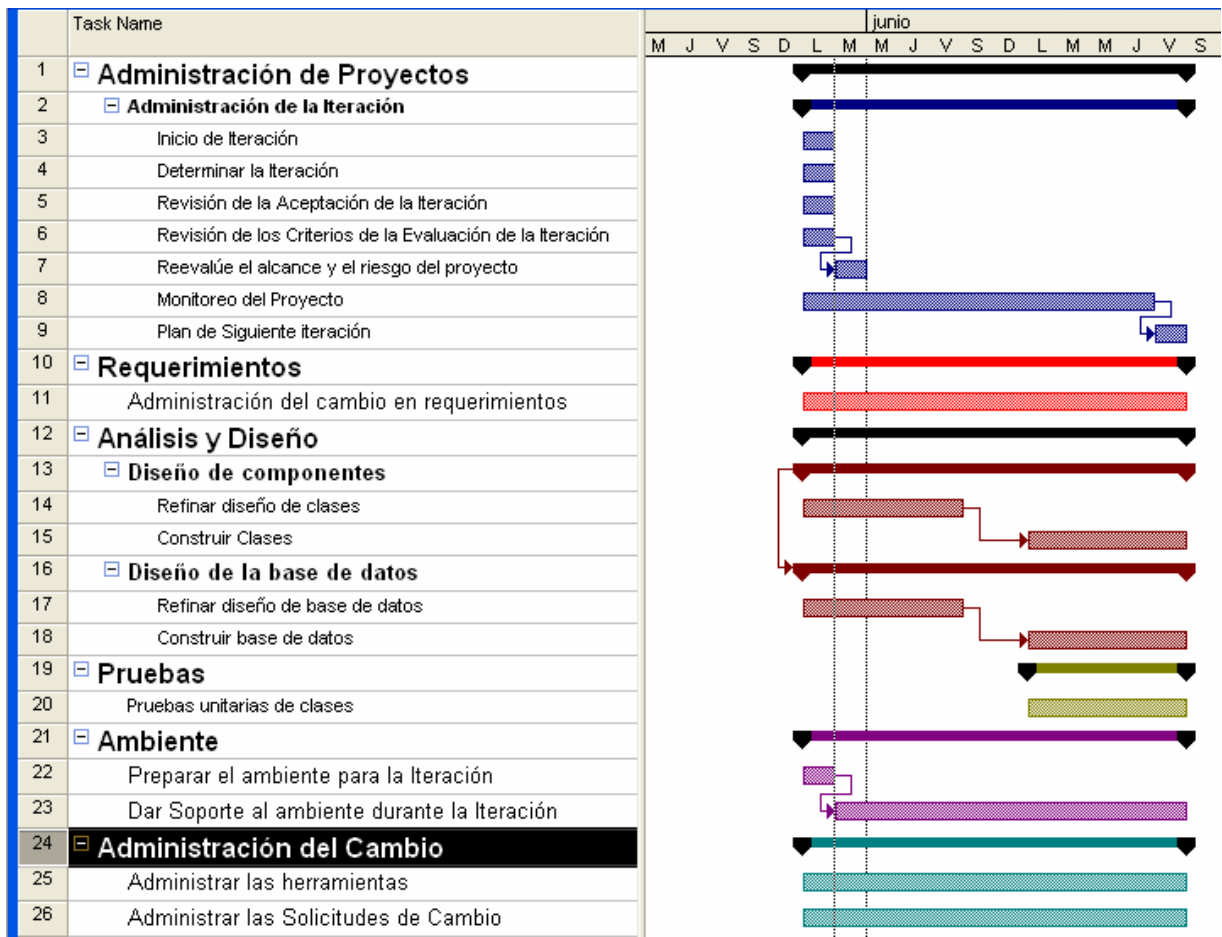 Task Name
junio
M J V S D L M M J V S D L M M J V S
1 Administración de Proyectos
2 Administración de la Iteración
3 Inicio de Iteración
4 Determinar la Iteración
5 Revisión de la Aceptación de la Iteración
6 Revisión de los Criterios de la Evaluación de la Iteración
7 Reevalúe el alcance y el riesgo del proyecto
8 Monitoreo del Proyecto
9 Plan de Siguiente iteración
10 Requerimientos
11 Administración del cambio en requerimientos
12 Análisis y Diseño
13 Diseño de componentes
14 Refinar diseño de clases
15 Construir Clases
16 Diseño de la base de datos
17 Refinar diseño de base de datos
18 Construir base de datos
19 Pruebas
20 Pruebas unitarias de clases
21 Ambiente
22 Preparar el ambiente para la Iteración
23 Dar Soporte al ambiente durante la Iteración
24 Administración del Cambio
25 Administrar las herramientas
26 Administrar las Solicitudes de Cambio